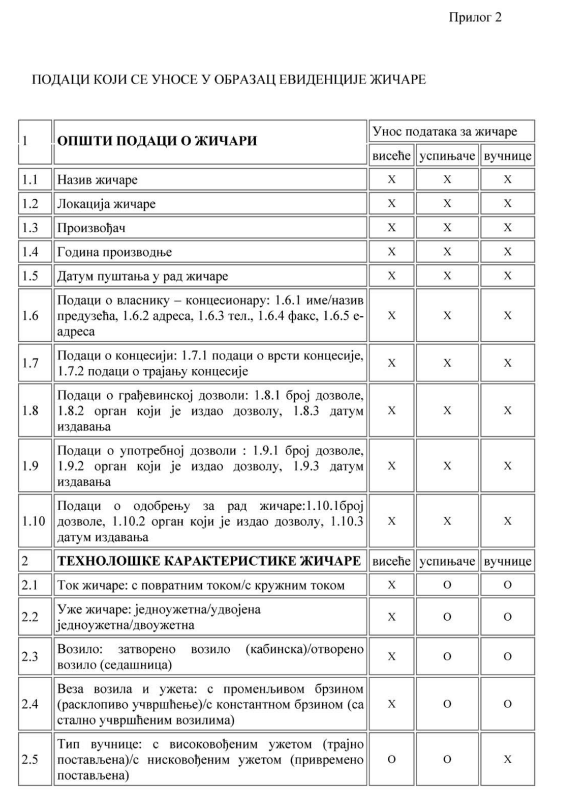 Прилог 2
ПОДАЦИ КОЈИ СЕ УНОСЕ У ОБРАЗАЦ ЕВИДЕНЦИЈЕ ЖИЧАРЕ
1 ОПШТИ ПОДАЦИ О ЖИЧАРИ Унос података за жичаре
висеће успињаче вучнице
1.1 Назив жичаре X X X
1.2 Локација жичаре X X X
1.3 Произвођач X X X
1.4 Година производње X X X
1.5 Датум пуштања у рад жичаре X X X
1.6 Подаци о власнику – концесионару: 1.6.1 име/назив
предузећа, 1.6.2 адреса, 1.6.3 тел., 1.6.4 факс, 1.6.5 е-
адреса X X X
1.7 Подаци о концесији: 1.7.1 подаци о врсти концесије,
1.7.2 подаци о трајању концесије X X X
1.8 Подаци о грађевинској дозволи: 1.8.1 број дозволе,
1.8.2 орган који је издао дозволу, 1.8.3 датум
издавања X X X
1.9 Подаци о употребној дозволи : 1.9.1 број дозволе,
1.9.2 орган који је издао дозволу, 1.9.3 датум
издавања X X X
1.10 Подаци о одобрењу за рад жичаре:1.10.1број
дозволе, 1.10.2 орган који је издао дозволу, 1.10.3
датум издавања X X X
2 ТЕХНОЛОШКЕ КАРАКТЕРИСТИКЕ ЖИЧАРЕ висеће успињаче вучнице
2.1 Ток жичаре: с повратним током/с кружним током X O O
2.2 Уже жичаре: једноужетна/удвојена
једноужетна/двоужетна X O O
2.3 Возило: затворено возило (кабинска)/отворено
возило (седашница) X O O
2.4 Веза возила и ужета: с променљивом брзином
(расклопиво учвршћење)/с константном брзином (са
стално учвршћеним возилима) X O O
2.5 Тип вучнице: с високовођеним ужетом (трајно
постављена)/с нисковођеним ужетом (привремено
постављена) O O X